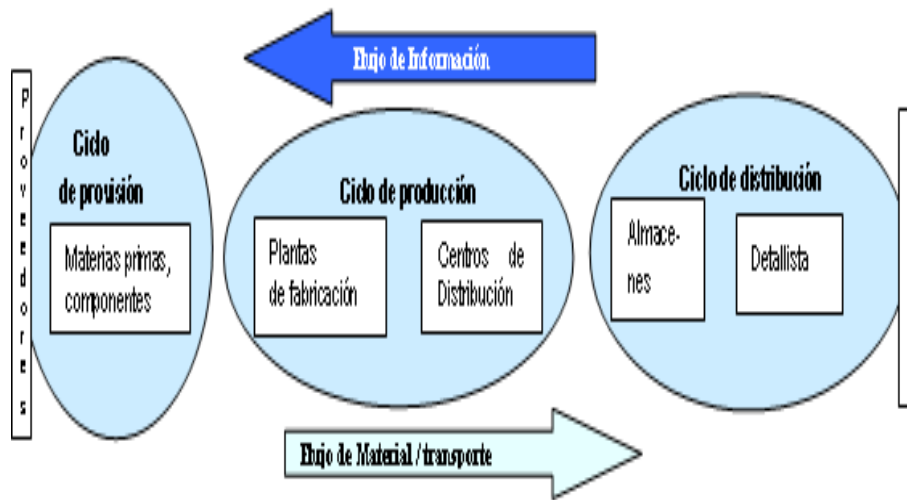 Flujo de Información
Proveedores
Ciclo
de provisión
Materias primas,
componentes
Ciclo de producción
Plantas
de fabricación
Centros de
Distribución
Ciclo de distribución
Almace-
nes
Detallista
Flujo de Material / transporte